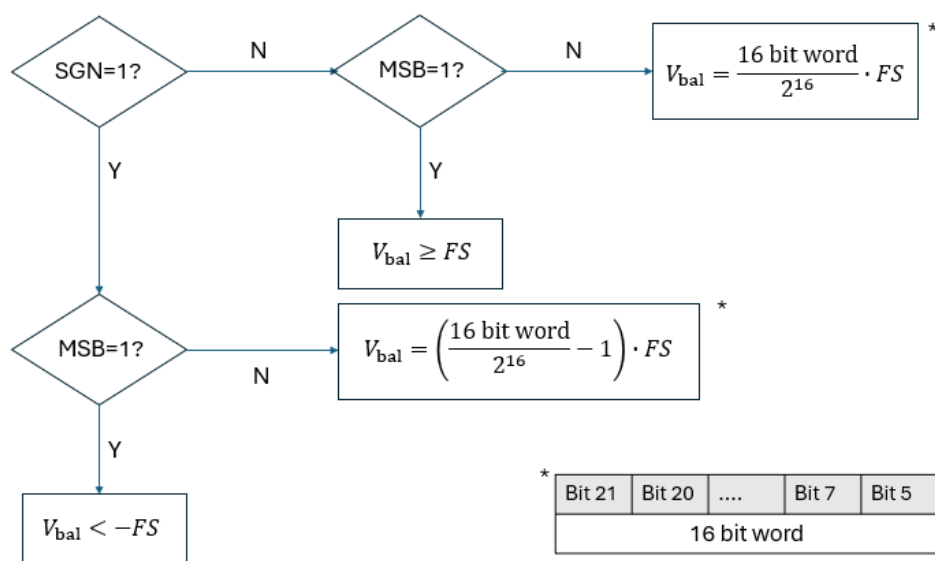 SGN=1?
N
MSB=1?
N
V_bal = 16 bit word / 2^16 · FS
*
Y
Y
V_bal ≥ FS
MSB=1?
N
V_bal = (16 bit word / 2^16 − 1) · FS
*
Y
V_bal < −FS
*
Bit 21 Bit 20 .... Bit 7 Bit 5
16 bit word